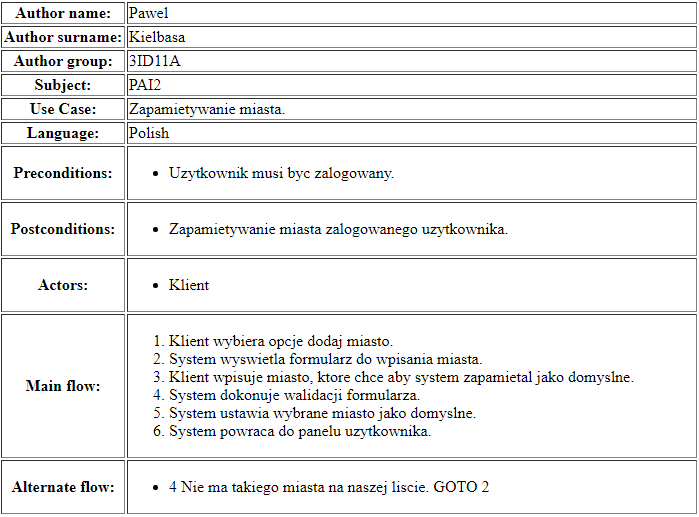 Author name: Pawel
Author surname: Kielbasa
Author group: 3ID11A
Subject: PAI2
Use Case: Zapamietywanie miasta.
Language: Polish
Preconditions: • Uzytkownik musi byc zalogowany.
Postconditions: • Zapamietywanie miasta zalogowanego uzytkownika.
Actors: • Klient
Main flow:
1. Klient wybiera opcje dodaj miasto.
2. System wyswietla formularz do wpisania miasta.
3. Klient wpisuje miasto, ktore chce aby system zapamietal jako domyslne.
4. System dokonuje walidacji formularza.
5. System ustawia wybrane miasto jako domyslne.
6. System powraca do panelu uzytkownika.
Alternate flow: • 4 Nie ma takiego miasta na naszej liscie. GOTO 2